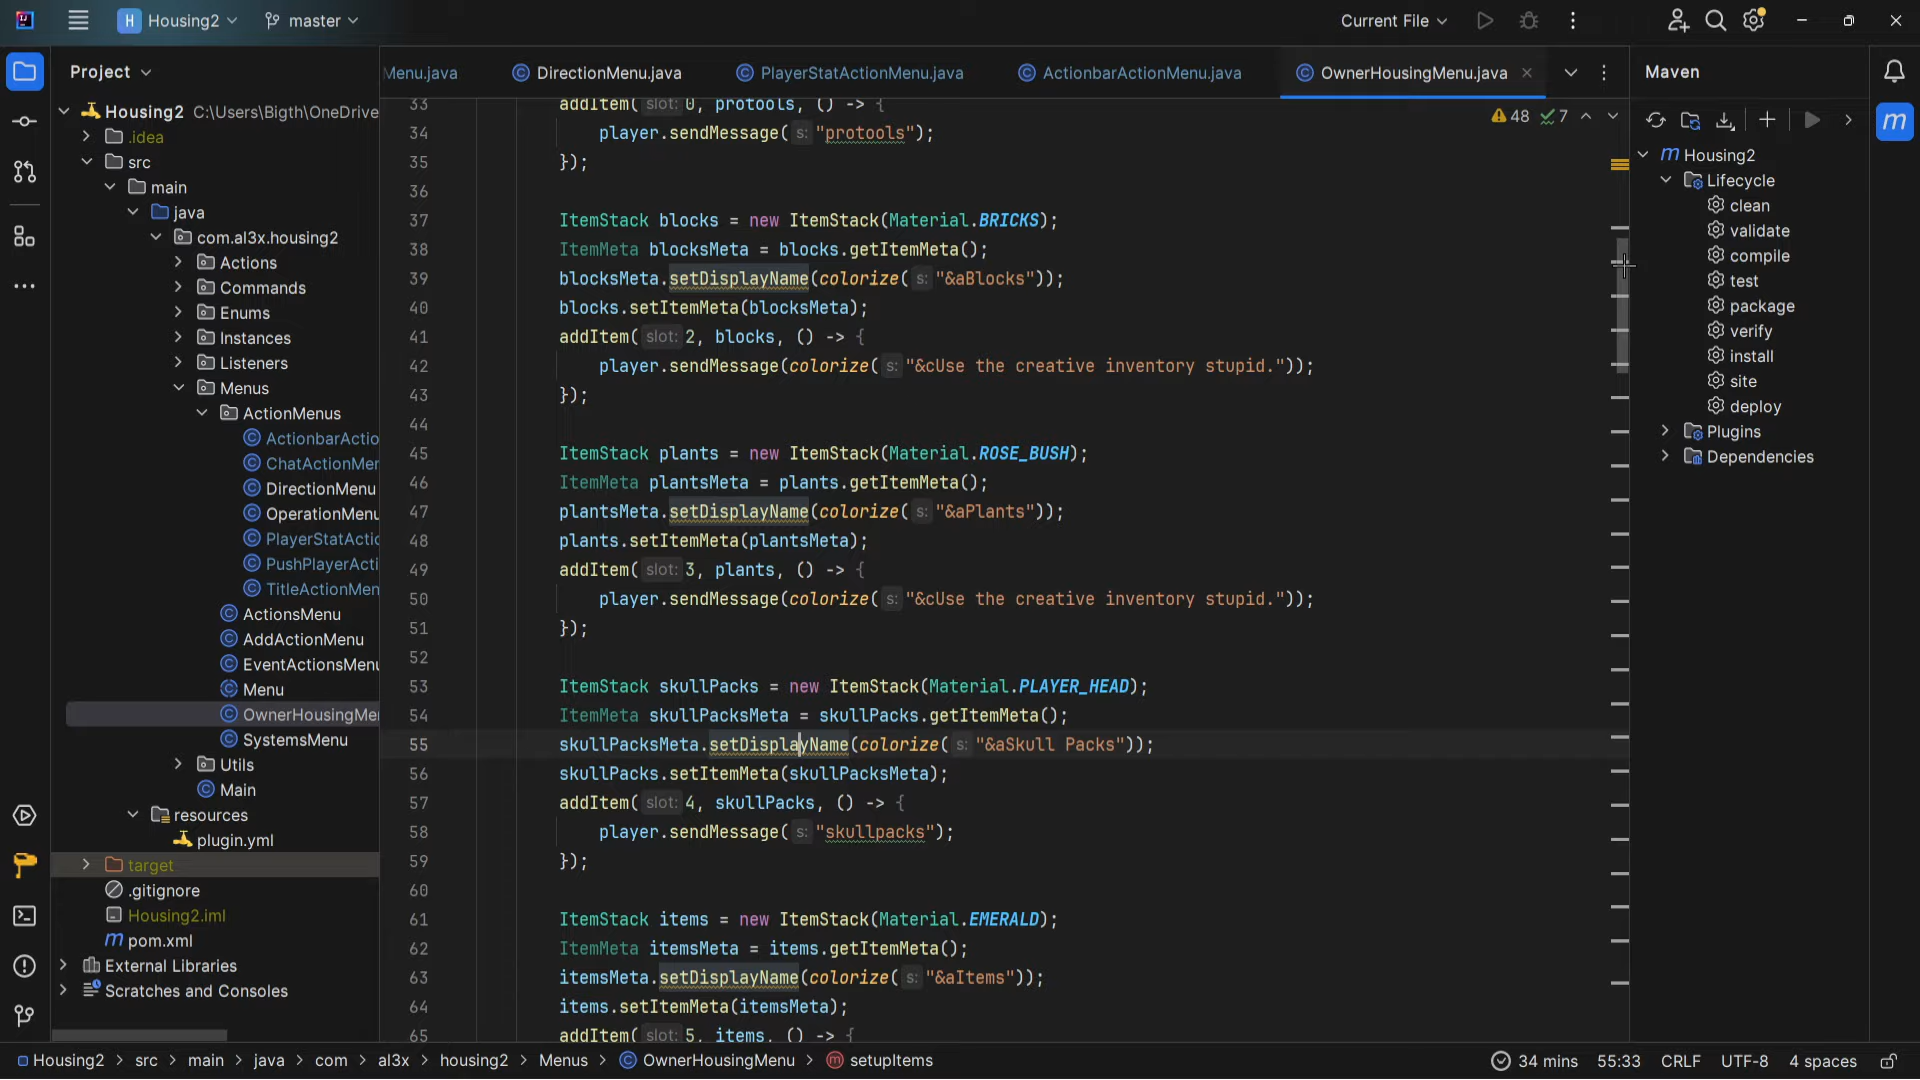 H Housing2 master Current File
Project
Menu.java DirectionMenu.java PlayerStatActionMenu.java ActionbarActionMenu.java OwnerHousingMenu.java
Maven
Housing2 C:\Users\Bigth\OneDrive
.idea
src
main
java
com.al3x.housing2
Actions
Commands
Enums
Instances
Listeners
Menus
ActionMenus
ActionbarActio
ChatActionMer
DirectionMenu
OperationMenu
PlayerStatActio
PushPlayerActi
TitleActionMen
ActionsMenu
AddActionMenu
EventActionsMenu
Menu
OwnerHousingMe
SystemsMenu
Utils
Main
resources
plugin.yml
target
.gitignore
Housing2.iml
m pom.xml
External Libraries
Scratches and Consoles
48 7
33 addItem( slot: 0, protools, () -> {
34 player.sendMessage( s: "protools");
35 });
36
37 ItemStack blocks = new ItemStack(Material.BRICKS);
38 ItemMeta blocksMeta = blocks.getItemMeta();
39 blocksMeta.setDisplayName(colorize( s: "&aBlocks"));
40 blocks.setItemMeta(blocksMeta);
41 addItem( slot: 2, blocks, () -> {
42 player.sendMessage(colorize( s: "&cUse the creative inventory stupid."));
43 });
44
45 ItemStack plants = new ItemStack(Material.ROSE_BUSH);
46 ItemMeta plantsMeta = plants.getItemMeta();
47 plantsMeta.setDisplayName(colorize( s: "&aPlants"));
48 plants.setItemMeta(plantsMeta);
49 addItem( slot: 3, plants, () -> {
50 player.sendMessage(colorize( s: "&cUse the creative inventory stupid."));
51 });
52
53 ItemStack skullPacks = new ItemStack(Material.PLAYER_HEAD);
54 ItemMeta skullPacksMeta = skullPacks.getItemMeta();
55 skullPacksMeta.setDisplayName(colorize( s: "&aSkull Packs"));
56 skullPacks.setItemMeta(skullPacksMeta);
57 addItem( slot: 4, skullPacks, () -> {
58 player.sendMessage( s: "skullpacks");
59 });
60
61 ItemStack items = new ItemStack(Material.EMERALD);
62 ItemMeta itemsMeta = items.getItemMeta();
63 itemsMeta.setDisplayName(colorize( s: "&aItems"));
64 items.setItemMeta(itemsMeta);
65 addItem( slot: 5, items, () -> {
m
m Housing2
Lifecycle
clean
validate
compile
test
package
verify
install
site
deploy
Plugins
Dependencies
Housing2 > src > main > java > com > al3x > housing2 > Menus > OwnerHousingMenu > m setupItems 34 mins 55:33 CRLF UTF-8 4 spaces